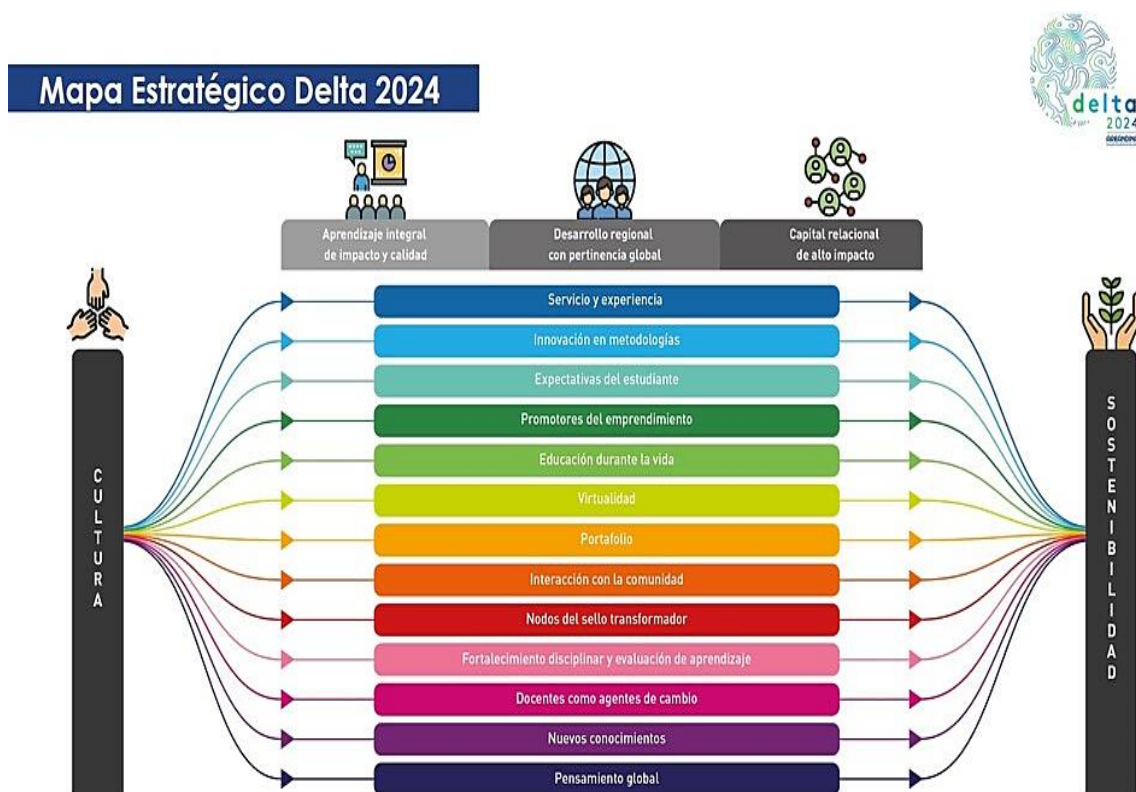 Mapa Estratégico Delta 2024
delta
2024
AREANDINA
Aprendizaje integral
de impacto y calidad
Desarrollo regional
con pertinencia global
Capital relacional
de alto impacto
Servicio y experiencia
Innovación en metodologías
Expectativas del estudiante
Promotores del emprendimiento
Educación durante la vida
Virtualidad
Portafolio
Interacción con la comunidad
Nodos del sello transformador
Fortalecimiento disciplinar y evaluación de aprendizaje
Docentes como agentes de cambio
Nuevos conocimientos
Pensamiento global
CULTURA
SOSTENIBILIDAD